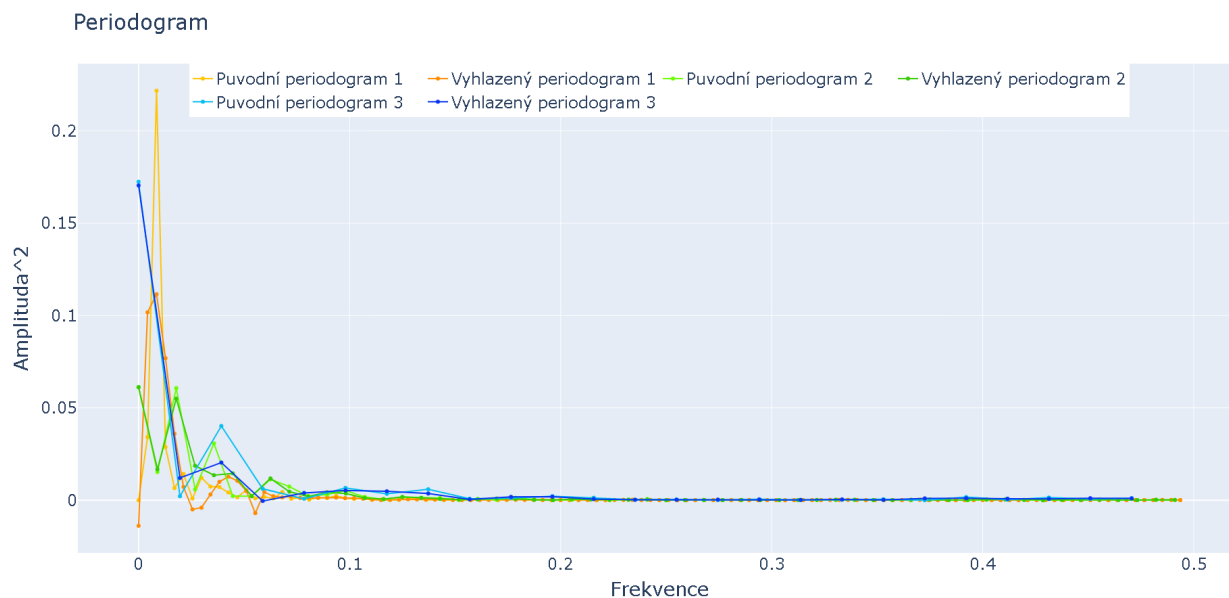 Periodogram
Puvodní periodogram 1 Vyhlazený periodogram 1 Puvodní periodogram 2 Vyhlazený periodogram 2
Puvodní periodogram 3 Vyhlazený periodogram 3
0.2
0.15
0.1
0.05
0
Amplituda^2
0 0.1 0.2 0.3 0.4 0.5
Frekvence